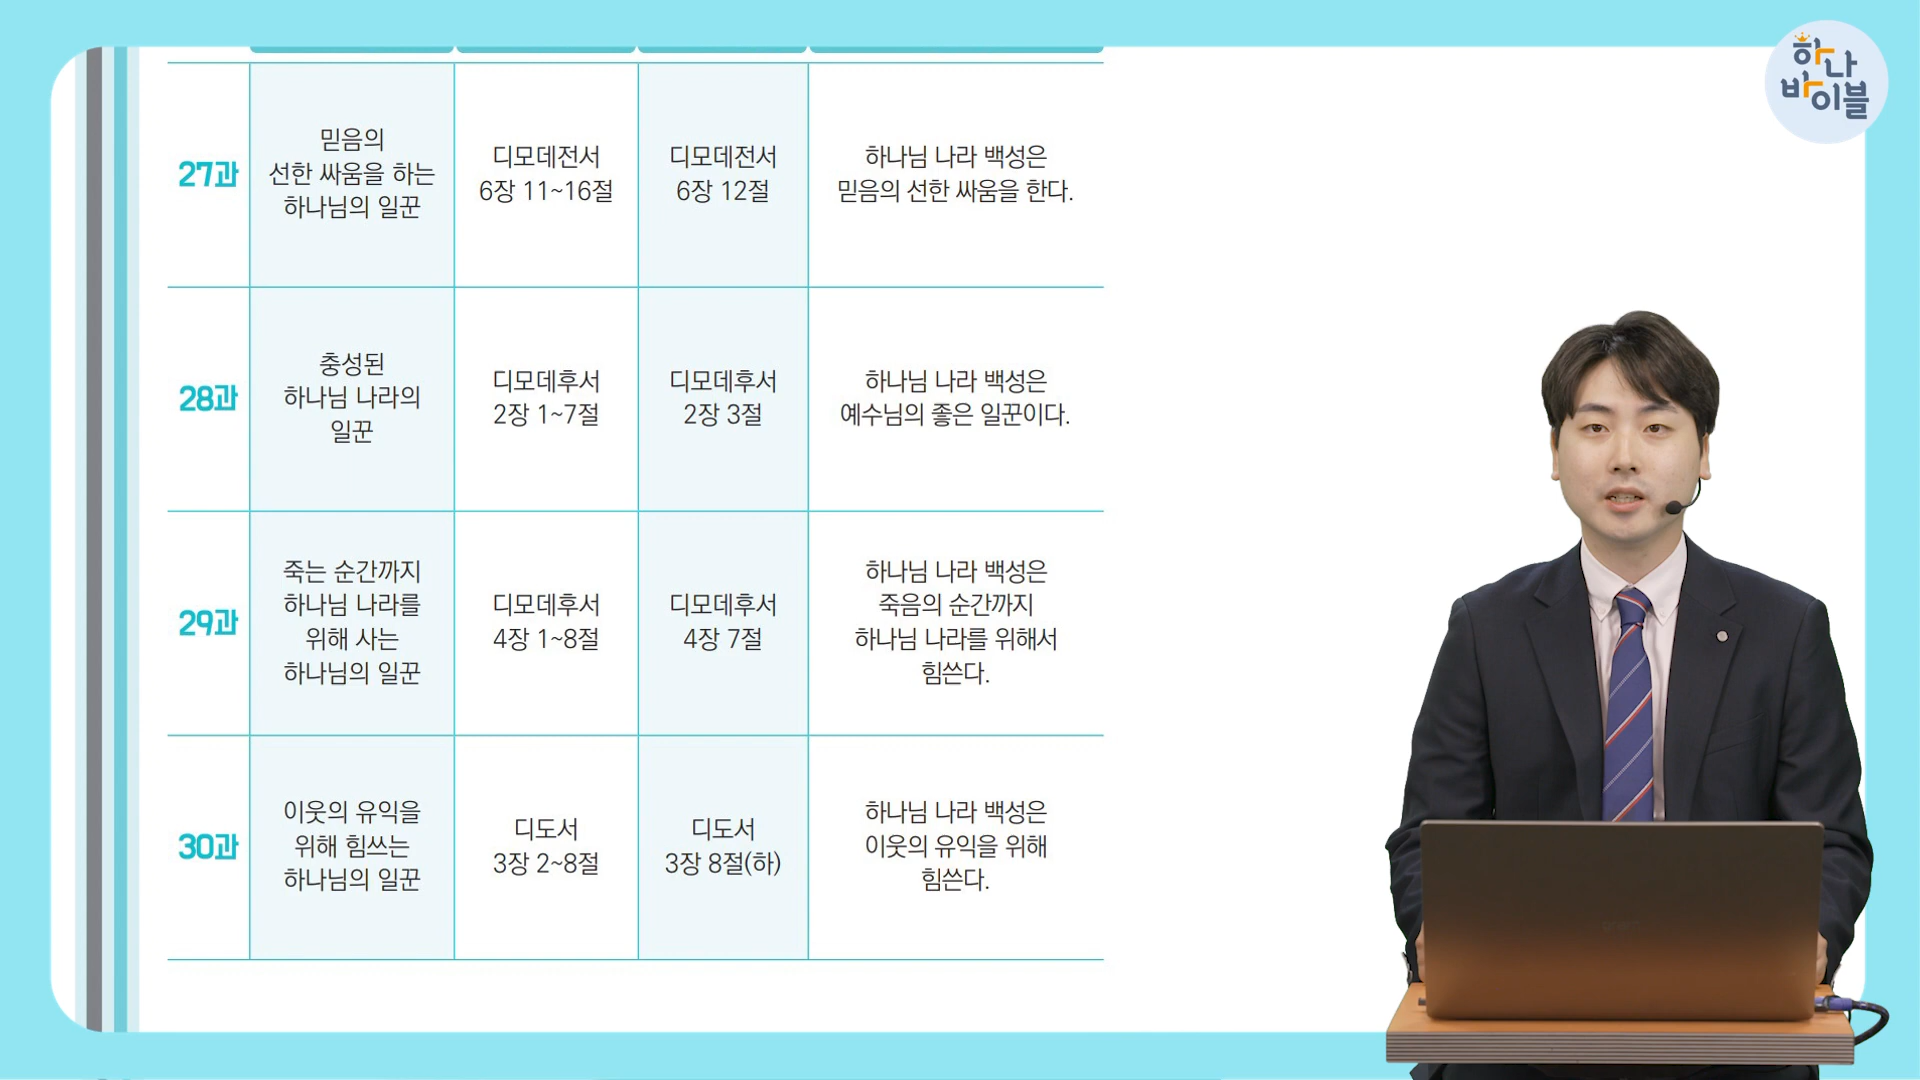 하나
바이블
27과
믿음의
선한 싸움을 하는
하나님의 일꾼
디모데전서
6장 11~16절
디모데전서
6장 12절
하나님 나라 백성은
믿음의 선한 싸움을 한다.
28과
충성된
하나님 나라의
일꾼
디모데후서
2장 1~7절
디모데후서
2장 3절
하나님 나라 백성은
예수님의 좋은 일꾼이다.
29과
죽는 순간까지
하나님 나라를
위해 사는
하나님의 일꾼
디모데후서
4장 1~8절
디모데후서
4장 7절
하나님 나라 백성은
죽음의 순간까지
하나님 나라를 위해서
힘쓴다.
30과
이웃의 유익을
위해 힘쓰는
하나님의 일꾼
디도서
3장 2~8절
디도서
3장 8절(하)
하나님 나라 백성은
이웃의 유익을 위해
힘쓴다.